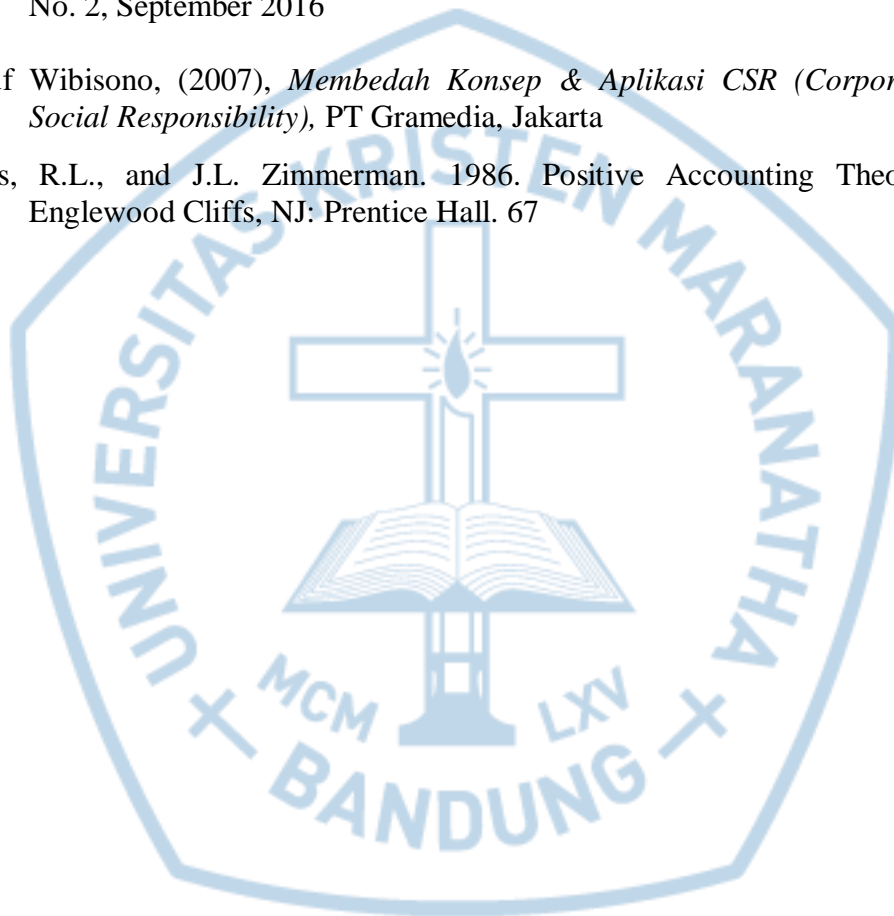 No. 2, September 2016
f Wibisono, (2007), Membedah Konsep & Aplikasi CSR (Corpor
Social Responsibility), PT Gramedia, Jakarta
s, R.L., and J.L. Zimmerman. 1986. Positive Accounting Theo
Englewood Cliffs, NJ: Prentice Hall. 67
UNIVERSITAS KRISTEN MARANATHA
MCM LXV
BANDUNG